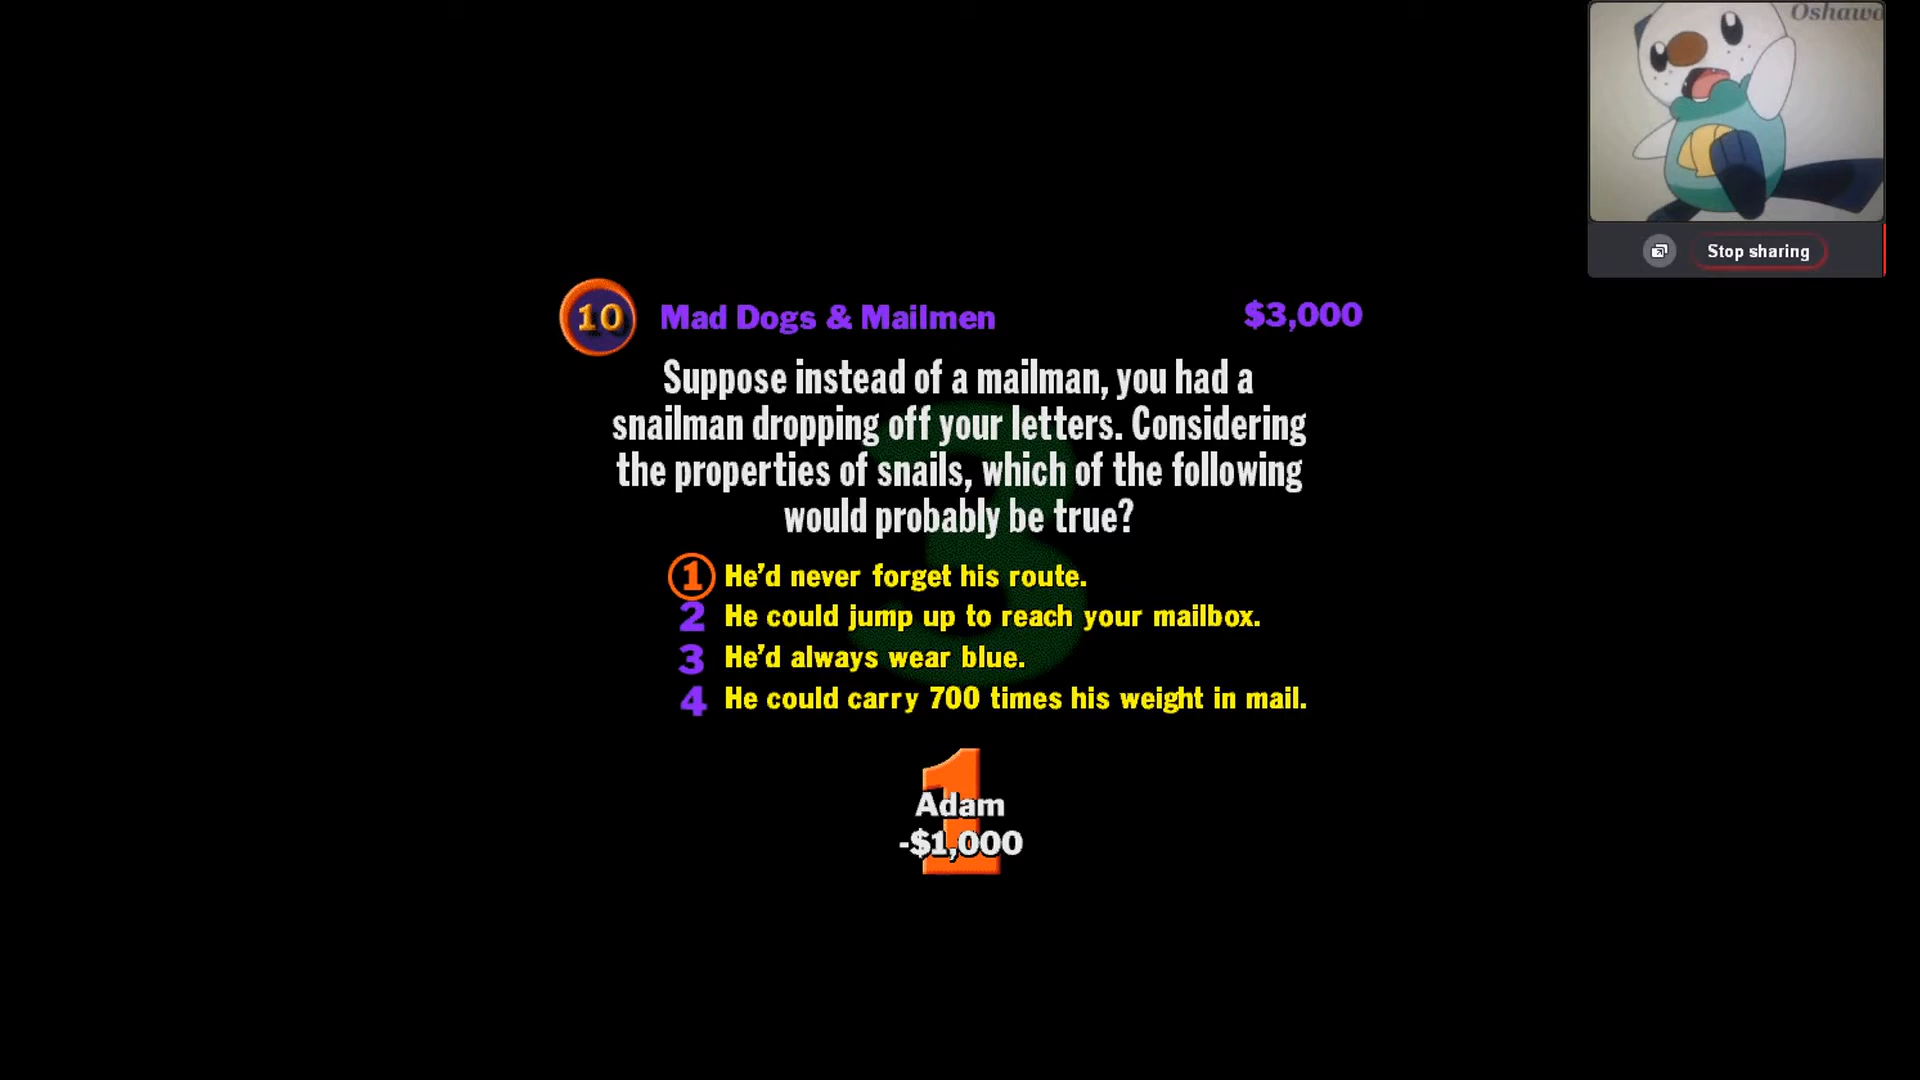 Oshawo
Stop sharing
10 Mad Dogs & Mailmen $3,000
Suppose instead of a mailman, you had a
snailman dropping off your letters. Considering
the properties of snails, which of the following
would probably be true?
3
1 He'd never forget his route.
2 He could jump up to reach your mailbox.
3 He'd always wear blue.
4 He could carry 700 times his weight in mail.
1
Adam
-$1,000